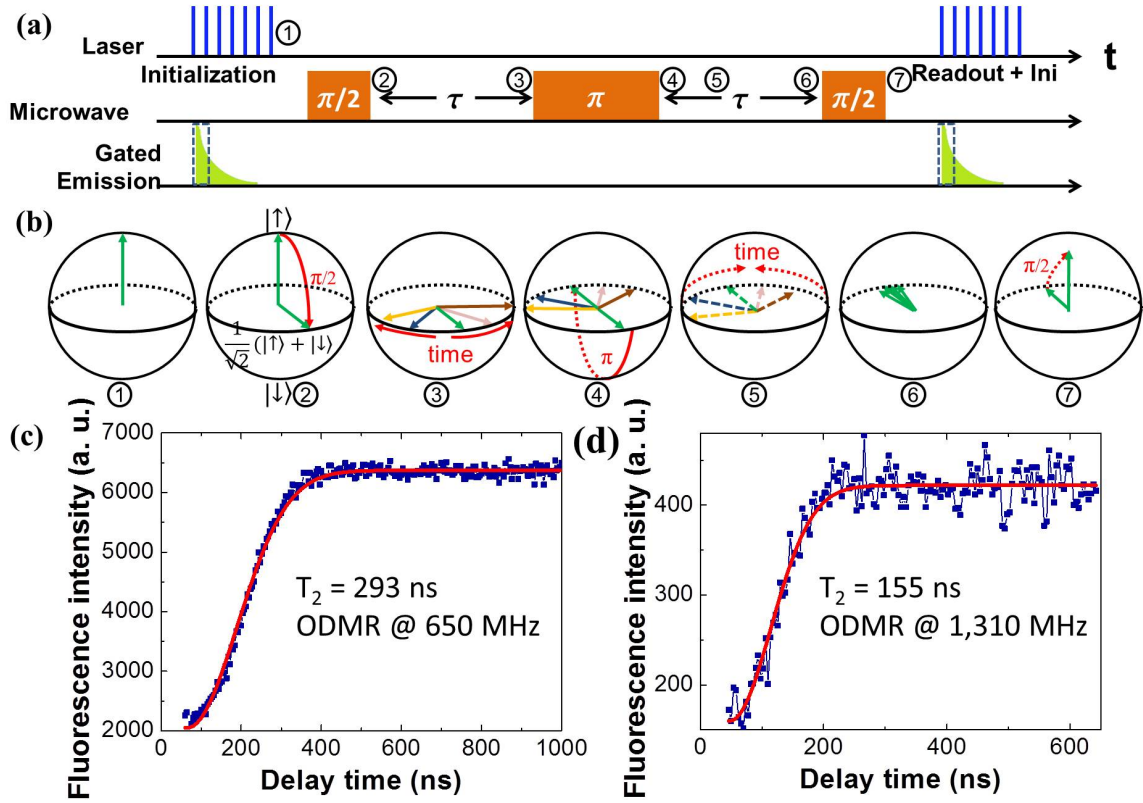 (a)
Laser
①
t
Initialization
Readout + Ini
Microwave
π/2
②
τ
③
π
④
⑤
τ
⑥
π/2
⑦
Gated
Emission
(b)
|↑⟩
π/2
1/√2 (|↑⟩ + |↓⟩)
|↓⟩
time
π
time
π/2
① ② ③ ④ ⑤ ⑥ ⑦
(c)
Fluorescence intensity (a. u.)
7000
6000
5000
4000
3000
2000
T₂ = 293 ns
ODMR @ 650 MHz
0 200 400 600 800 1000
Delay time (ns)
(d)
Fluorescence intensity (a. u.)
400
300
200
T₂ = 155 ns
ODMR @ 1,310 MHz
0 200 400 600
Delay time (ns)